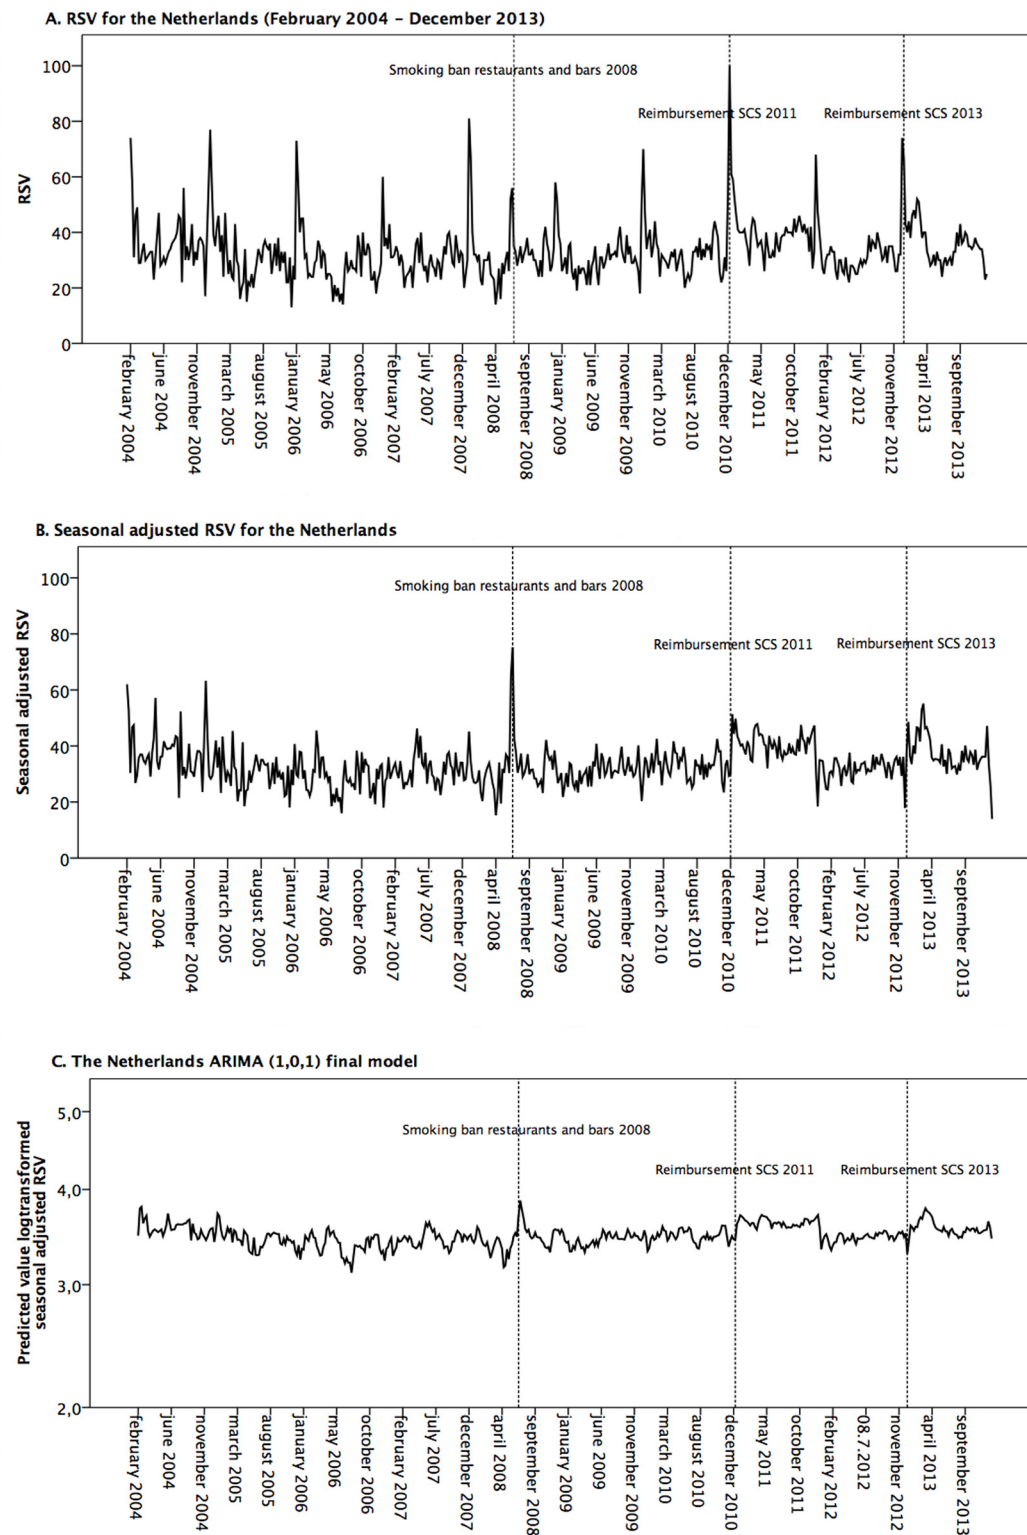 A. RSV for the Netherlands (February 2004 – December 2013)
RSV
100
80
60
40
20
0
Smoking ban restaurants and bars 2008
Reimbursement SCS 2011
Reimbursement SCS 2013
february 2004
june 2004
november 2004
march 2005
august 2005
january 2006
may 2006
october 2006
february 2007
july 2007
december 2007
april 2008
september 2008
january 2009
june 2009
november 2009
march 2010
august 2010
december 2010
may 2011
october 2011
february 2012
july 2012
november 2012
april 2013
september 2013
B. Seasonal adjusted RSV for the Netherlands
Seasonal adjusted RSV
100
80
60
40
20
0
Smoking ban restaurants and bars 2008
Reimbursement SCS 2011
Reimbursement SCS 2013
february 2004
june 2004
november 2004
march 2005
august 2005
january 2006
may 2006
october 2006
february 2007
july 2007
december 2007
april 2008
september 2008
january 2009
june 2009
november 2009
march 2010
august 2010
december 2010
may 2011
october 2011
february 2012
july 2012
november 2012
april 2013
september 2013
C. The Netherlands ARIMA (1,0,1) final model
Predicted value logtransformed
seasonal adjusted RSV
5,0
4,0
3,0
2,0
Smoking ban restaurants and bars 2008
Reimbursement SCS 2011
Reimbursement SCS 2013
february 2004
june 2004
november 2004
march 2005
august 2005
january 2006
may 2006
october 2006
february 2007
july 2007
december 2007
april 2008
september 2008
january 2009
june 2009
november 2009
march 2010
august 2010
december 2010
may 2011
october 2011
february 2012
08.7.2012
november 2012
april 2013
september 2013